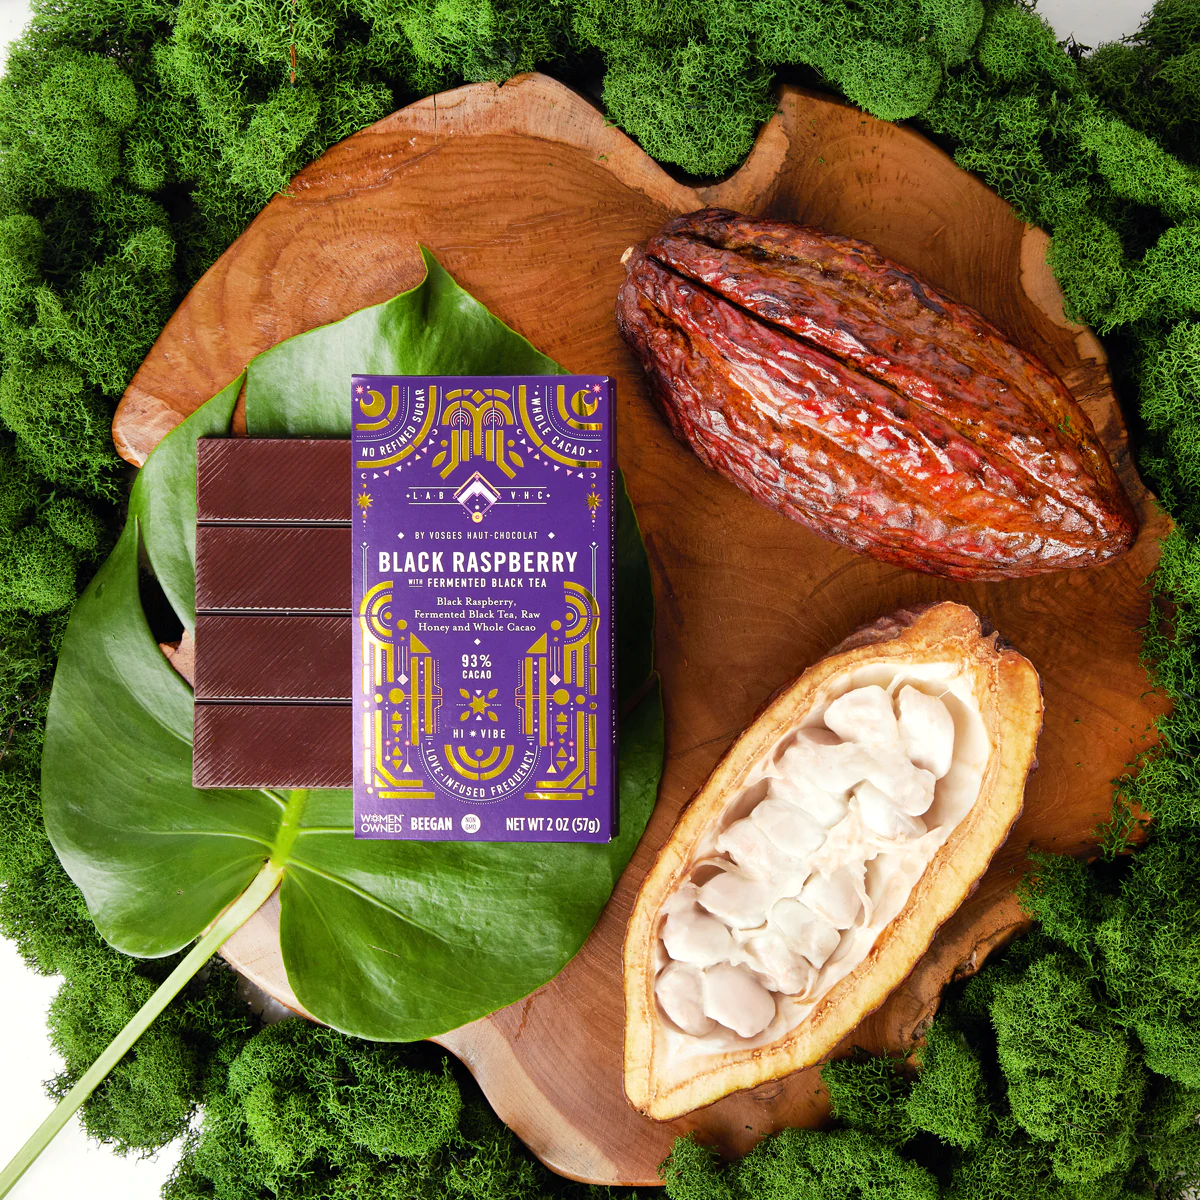 NO REFINED SUGAR
WHOLE CACAO
L·A·B V·H·C
BY VOSGES HAUT-CHOCOLAT
BLACK RASPBERRY
WITH FERMENTED BLACK TEA
Black Raspberry,
Fermented Black Tea, Raw
Honey and Whole Cacao
93%
CACAO
HI VIBE
LOVE-INFUSED FREQUENCY
WOMEN
OWNED
BEEGAN
NON
GMO
NET WT 2 OZ (57g)